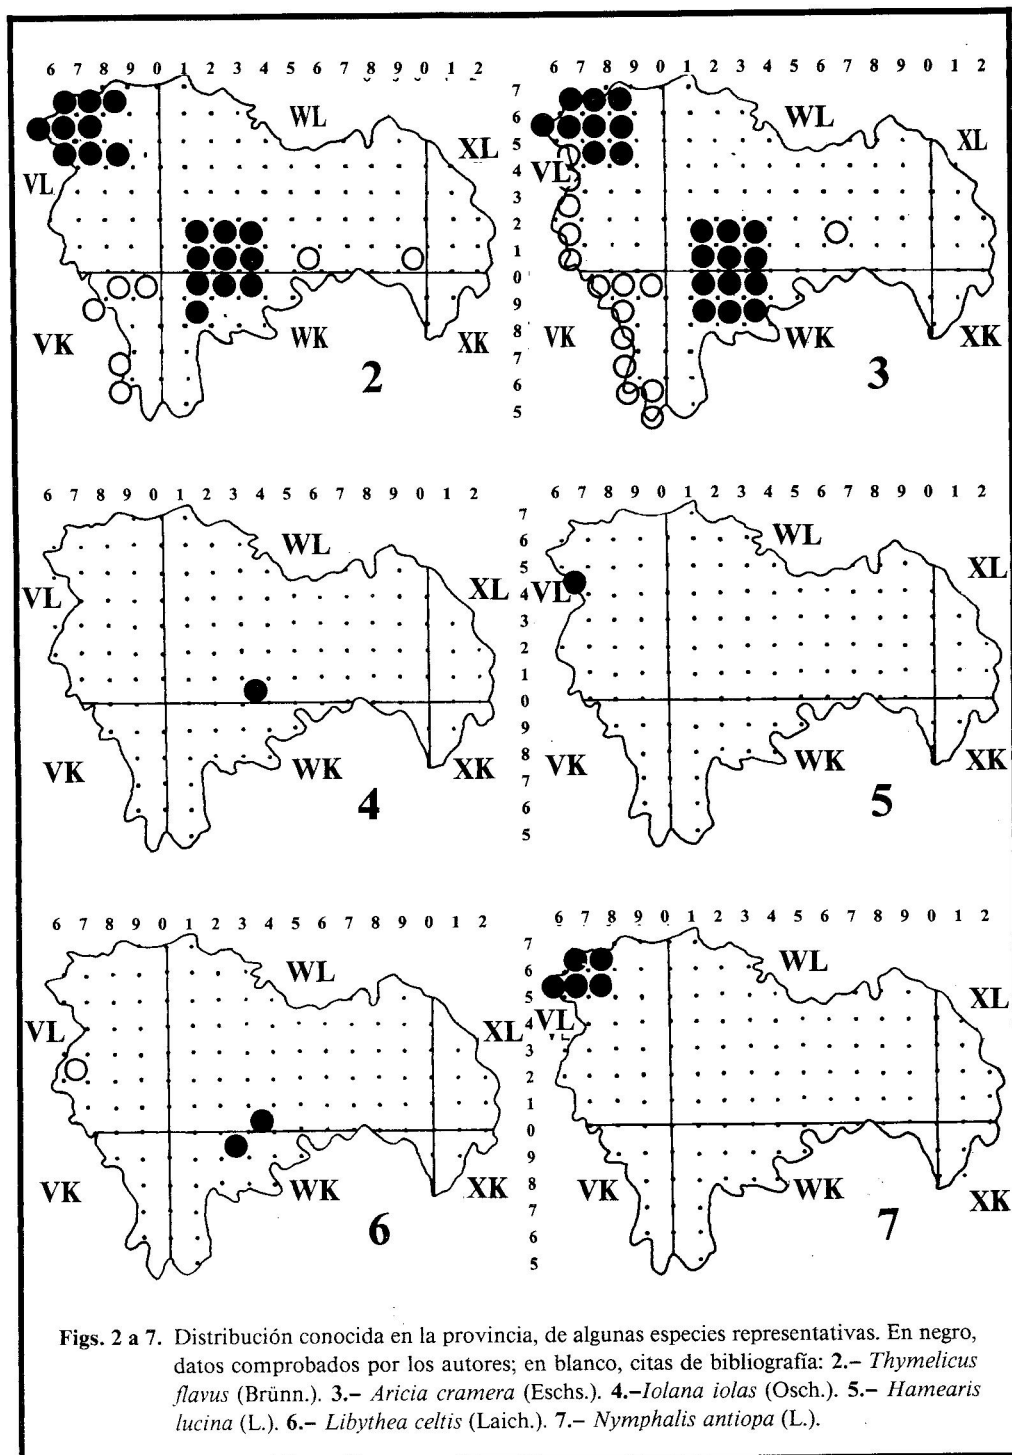 6 7 8 9 0 1 2 3 4 5 6 7 8 9 0 1 2
7
6
5
4
3
2
1
0
9
8
7
6
5
WL
XL
VL
VK
WK
XK
2
6 7 8 9 0 1 2 3 4 5 6 7 8 9 0 1 2
WL
XL
VL
VK
WK
XK
3
6 7 8 9 0 1 2 3 4 5 6 7 8 9 0 1 2
7
6
5
4
3
2
1
0
9
8
7
6
5
WL
XL
VL
VK
WK
XK
4
6 7 8 9 0 1 2 3 4 5 6 7 8 9 0 1 2
WL
XL
VL
VK
WK
XK
5
6 7 8 9 0 1 2 3 4 5 6 7 8 9 0 1 2
7
6
5
4
3
2
1
0
9
8
7
6
5
WL
XL
VL
VK
WK
XK
6
6 7 8 9 0 1 2 3 4 5 6 7 8 9 0 1 2
WL
XL
VL
VK
WK
XK
7
Figs. 2 a 7. Distribución conocida en la provincia, de algunas especies representativas. En negro,
datos comprobados por los autores; en blanco, citas de bibliografía: 2.– Thymelicus
flavus (Brünn.). 3.– Aricia cramera (Eschs.). 4.–Iolana iolas (Osch.). 5.– Hamearis
lucina (L.). 6.– Libythea celtis (Laich.). 7.– Nymphalis antiopa (L.).